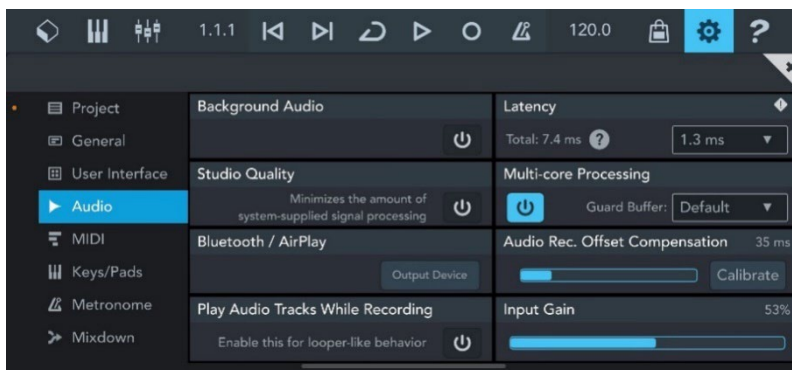 1.1.1 120.0 ?
Project
General
User Interface
Audio
MIDI
Keys/Pads
Metronome
Mixdown
Background Audio
Studio Quality
Minimizes the amount of
system-supplied signal processing
Bluetooth / AirPlay
Output Device
Play Audio Tracks While Recording
Enable this for looper-like behavior
Latency
Total: 7.4 ms ? 1.3 ms
Multi-core Processing
Guard Buffer: Default
Audio Rec. Offset Compensation 35 ms
Calibrate
Input Gain 53%